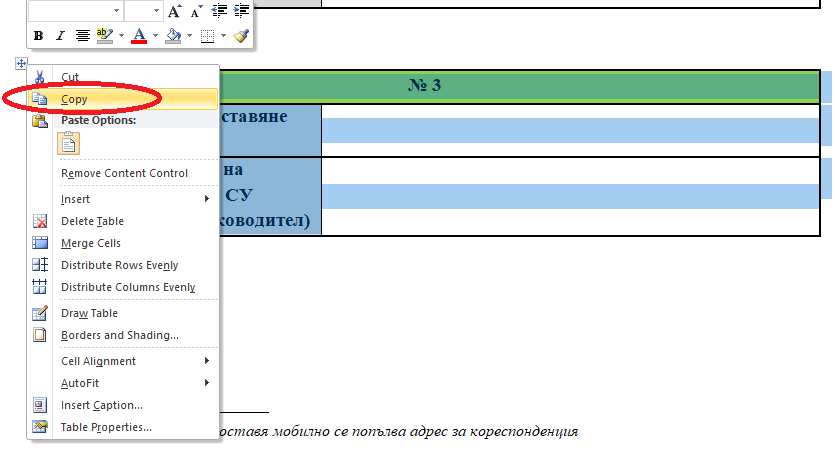 A A
B I A
Cut
Copy
Paste Options:
Remove Content Control
Insert
Delete Table
Merge Cells
Distribute Rows Evenly
Distribute Columns Evenly
Draw Table
Borders and Shading...
Cell Alignment
AutoFit
Insert Caption...
Table Properties...
№ 3
ставяне
на
СУ
ководител)
оставя мобилно се попълва адрес за кореспонденция